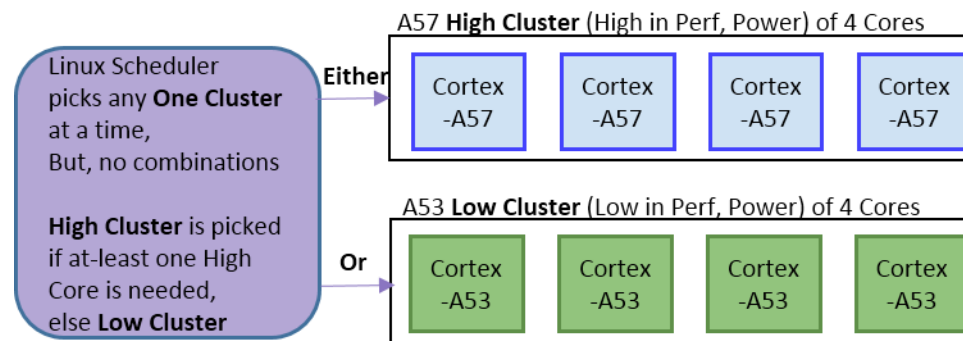 A57 High Cluster (High in Perf, Power) of 4 Cores
Linux Scheduler
picks any One Cluster
at a time,
But, no combinations
High Cluster is picked
if at-least one High
Core is needed,
else Low Cluster
Either
Cortex
-A57
Cortex
-A57
Cortex
-A57
Cortex
-A57
A53 Low Cluster (Low in Perf, Power) of 4 Cores
Or
Cortex
-A53
Cortex
-A53
Cortex
-A53
Cortex
-A53